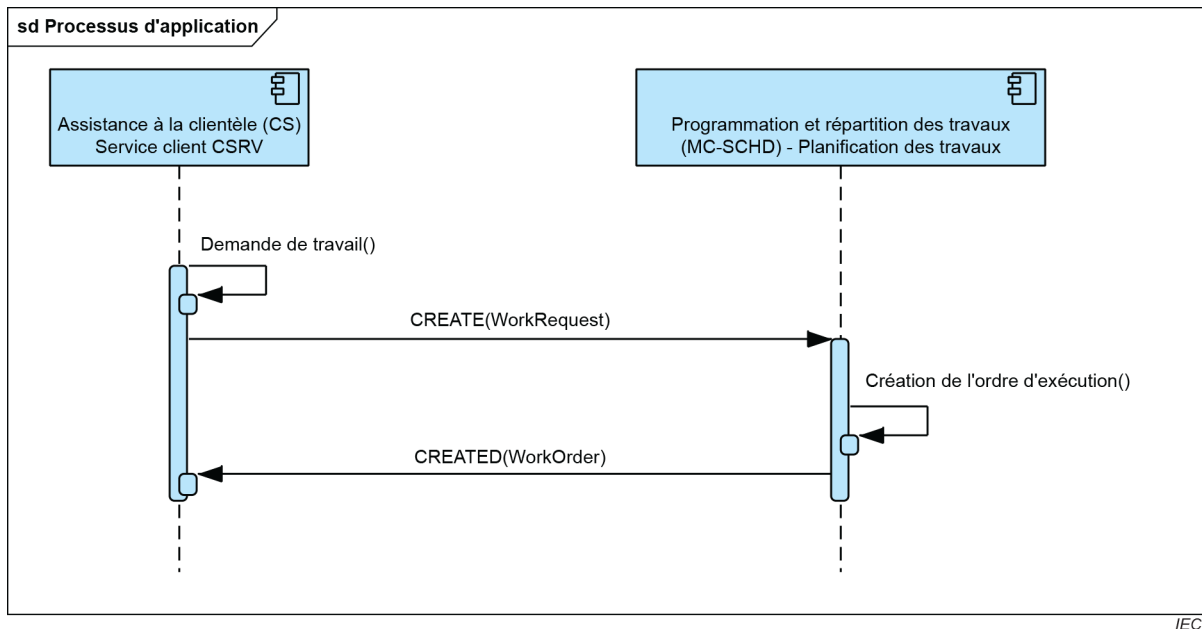 sd Processus d'application
Assistance à la clientèle (CS)
Service client CSRV
Programmation et répartition des travaux
(MC-SCHD) - Planification des travaux
Demande de travail()
CREATE(WorkRequest)
Création de l'ordre d'exécution()
CREATED(WorkOrder)
IEC